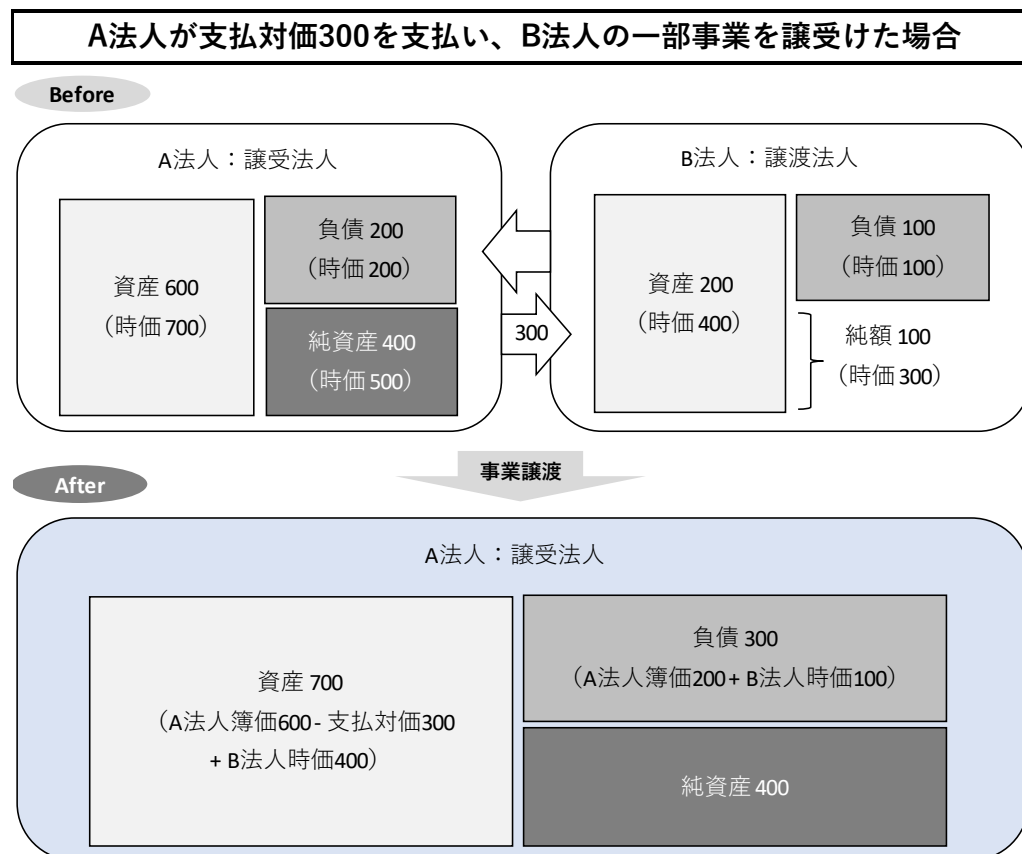 A法人が支払対価300を支払い、B法人の一部事業を譲受けた場合
Before
A法人：譲受法人
資産 600
（時価 700）
負債 200
（時価 200）
純資産 400
（時価 500）
300
B法人：譲渡法人
資産 200
（時価 400）
負債 100
（時価 100）
純額 100
（時価 300）
事業譲渡
After
A法人：譲受法人
資産 700
（A法人簿価600 - 支払対価300
+ B法人時価400）
負債 300
（A法人簿価200 + B法人時価100）
純資産 400